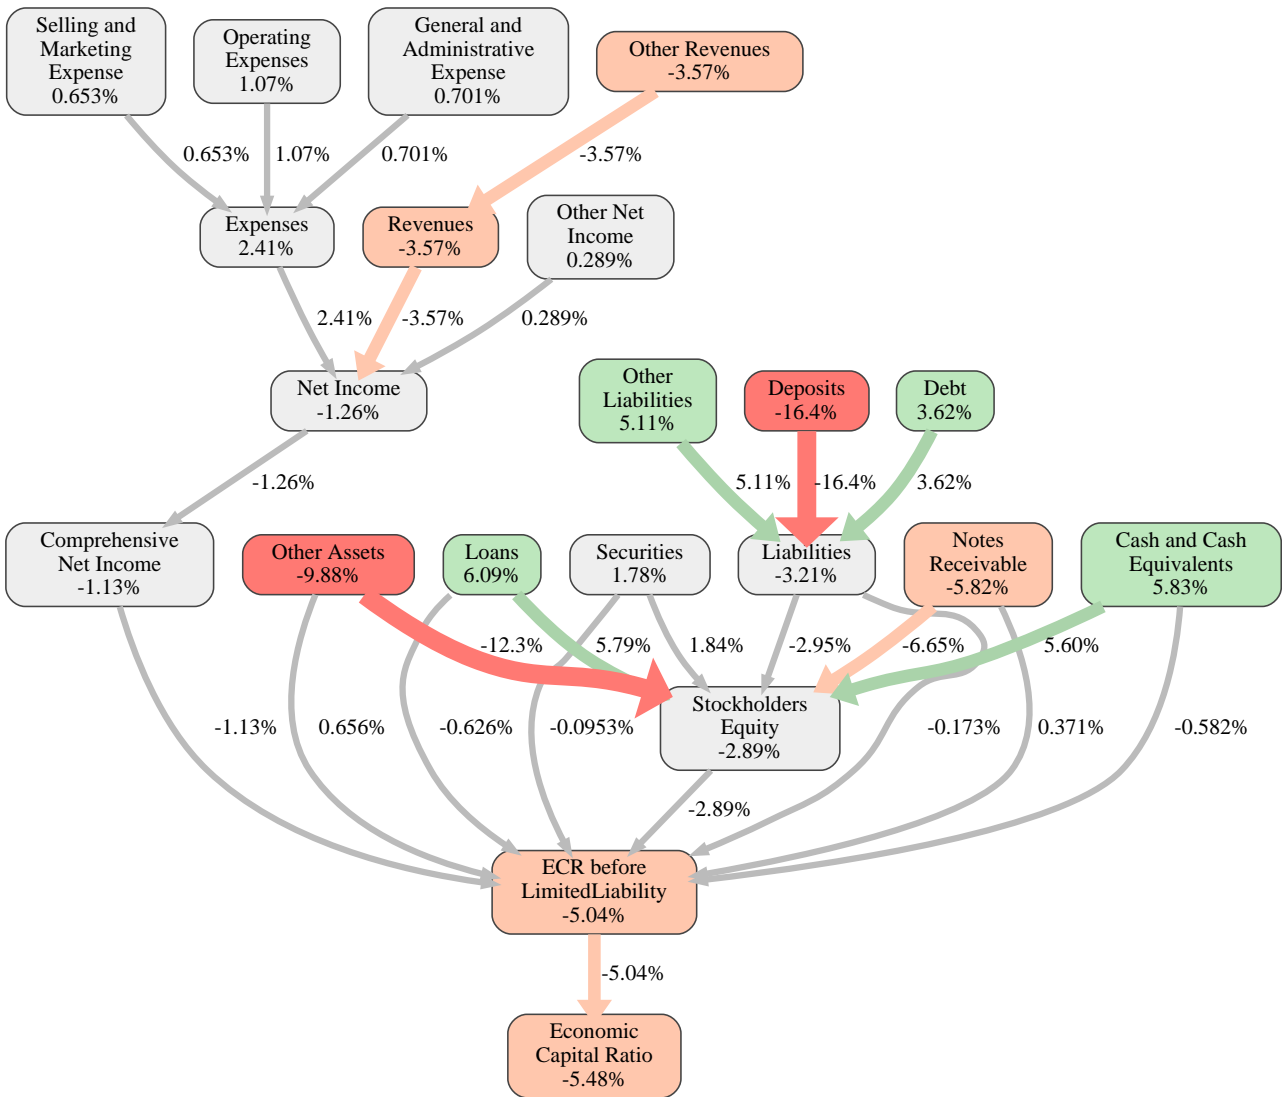 Selling and
Marketing
Expense
0.653%
Operating
Expenses
1.07%
General and
Administrative
Expense
0.701%
Other Revenues
-3.57%
0.653%
1.07%
0.701%
-3.57%
Expenses
2.41%
Revenues
-3.57%
Other Net
Income
0.289%
2.41%
-3.57%
0.289%
Net Income
-1.26%
Other
Liabilities
5.11%
Deposits
-16.4%
Debt
3.62%
-1.26%
5.11%
-16.4%
3.62%
Comprehensive
Net Income
-1.13%
Other Assets
-9.88%
Loans
6.09%
Securities
1.78%
Liabilities
-3.21%
Notes
Receivable
-5.82%
Cash and Cash
Equivalents
5.83%
-12.3%
5.79%
1.84%
-2.95%
-6.65%
5.60%
Stockholders
Equity
-2.89%
-1.13%
0.656%
-0.626%
-0.0953%
-0.173%
0.371%
-0.582%
-2.89%
ECR before
LimitedLiability
-5.04%
-5.04%
Economic
Capital Ratio
-5.48%